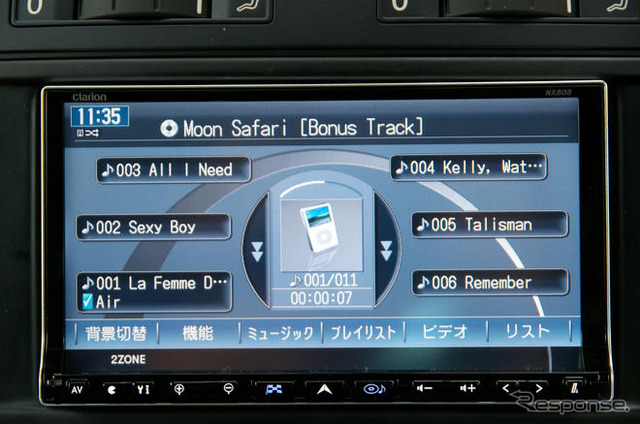 0
0
Clarion
NX808
11:35
Moon Safari [Bonus Track]
♪003 All I Need
♪004 Kelly, Wat…
♪002 Sexy Boy
♪005 Talisman
♪001 La Femme D…
Air
♪001/011
00:00:07
♪006 Remember
背景切替
機能
ミュージック
プレイリスト
ビデオ
リスト
2ZONE
AV
Response.